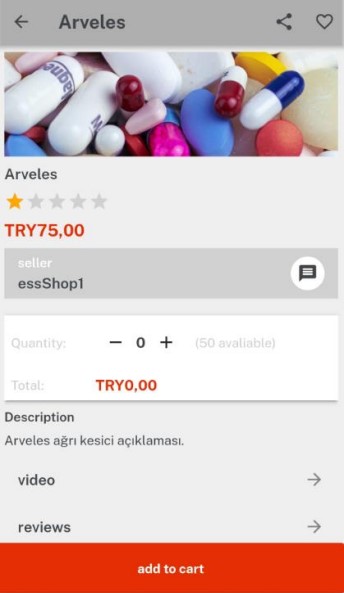 Arveles
Arveles
TRY75,00
seller
essShop1
Quantity: 0 (50 avaliable)
Total: TRY0,00
Description
Arveles ağrı kesici açıklaması.
video
reviews
add to cart